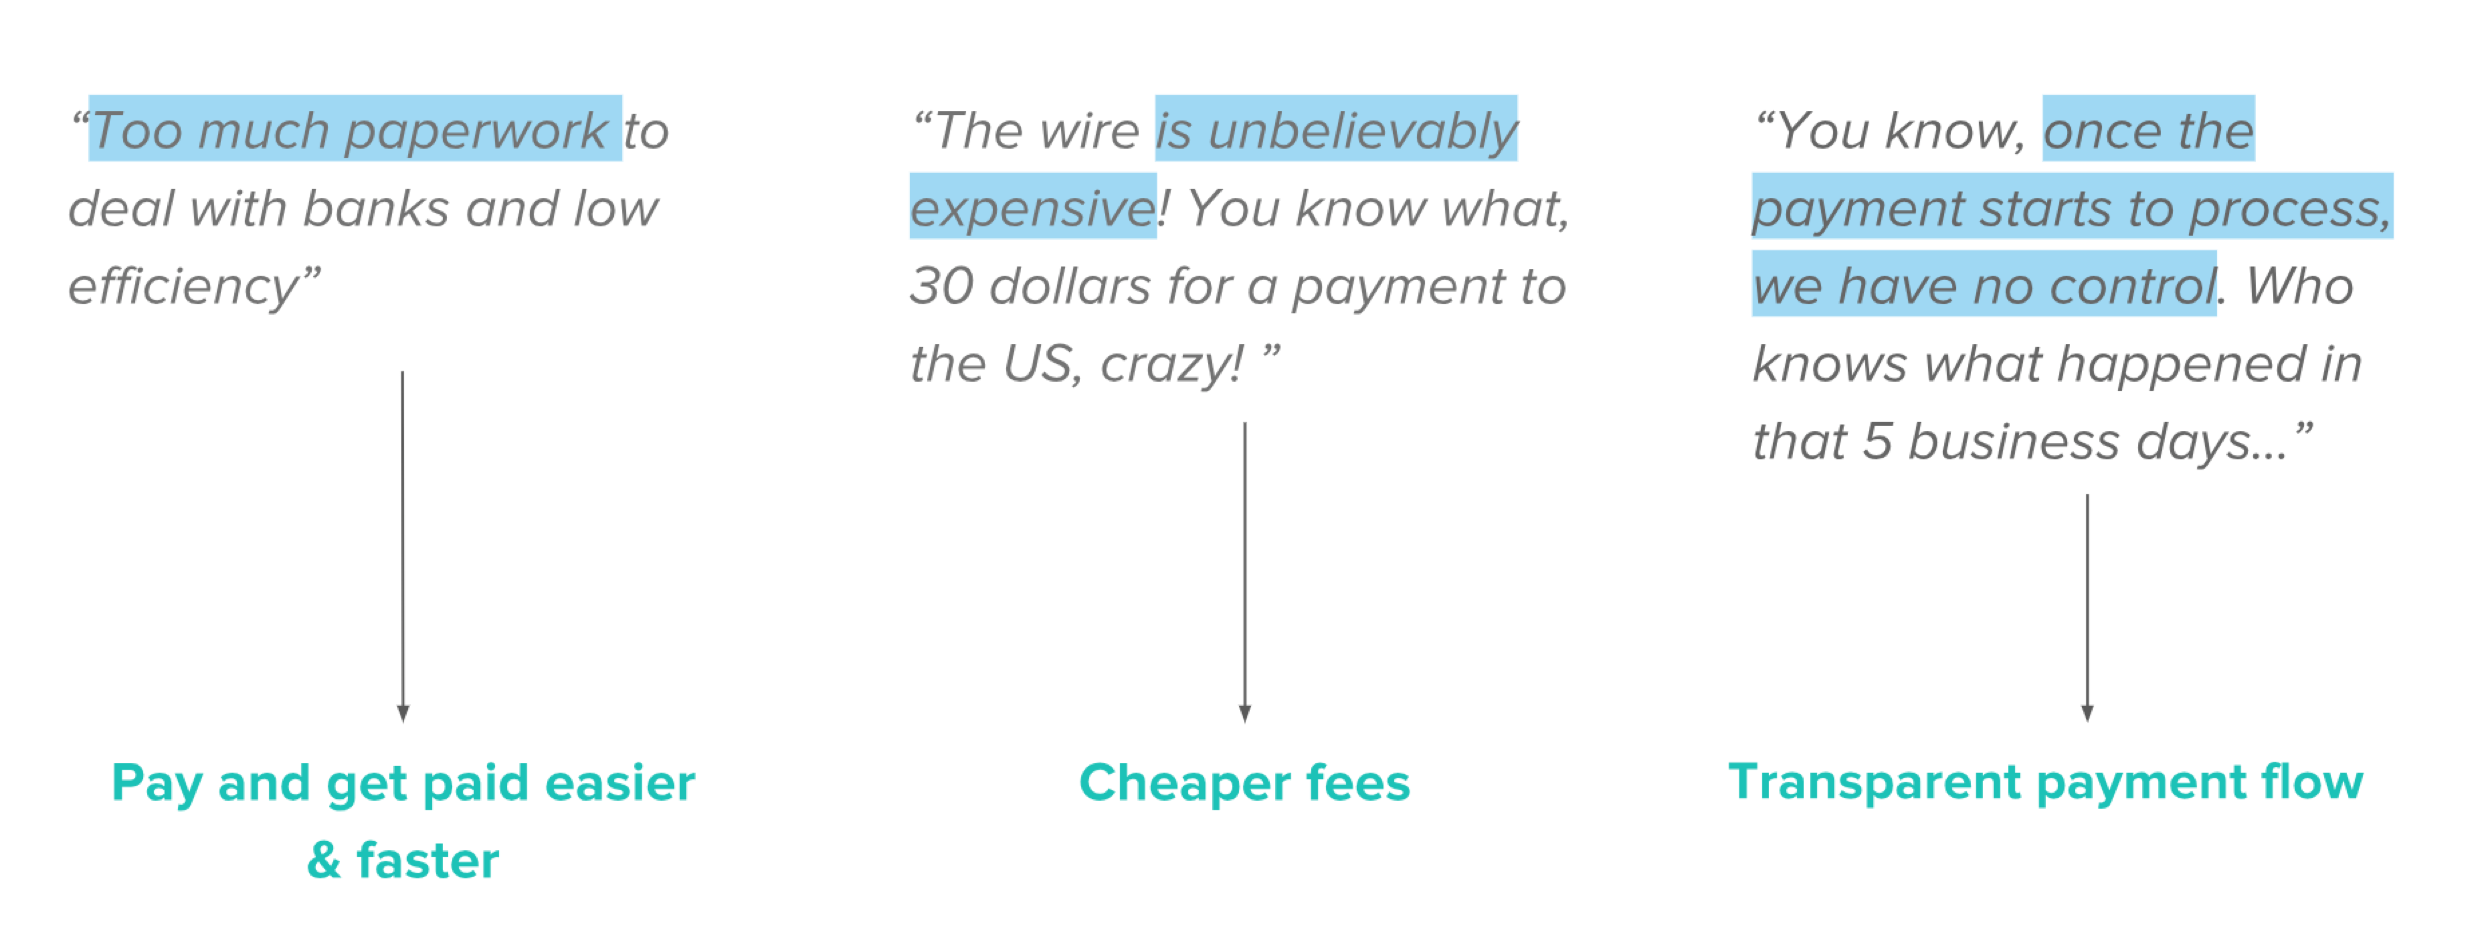 “Too much paperwork to
deal with banks and low
efficiency”
Pay and get paid easier
& faster
“The wire is unbelievably
expensive! You know what,
30 dollars for a payment to
the US, crazy! ”
Cheaper fees
“You know, once the
payment starts to process,
we have no control. Who
knows what happened in
that 5 business days...”
Transparent payment flow